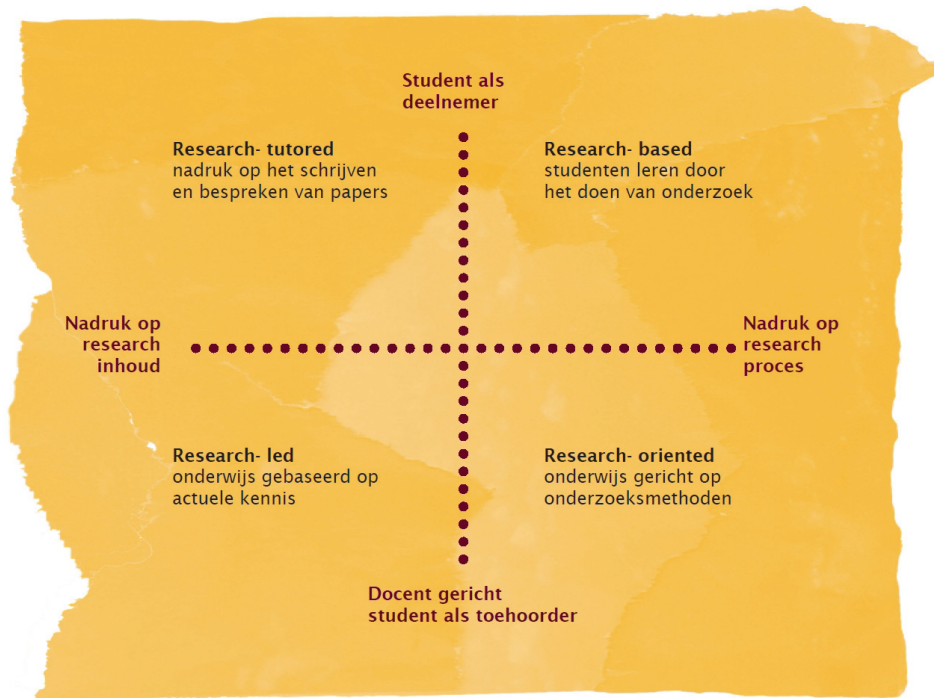 Student als
deelnemer
Research- tutored
nadruk op het schrijven
en bespreken van papers
Research- based
studenten leren door
het doen van onderzoek
Nadruk op
research
inhoud
Nadruk op
research
proces
Research- led
onderwijs gebaseerd op
actuele kennis
Research- oriented
onderwijs gericht op
onderzoeksmethoden
Docent gericht
student als toehoorder